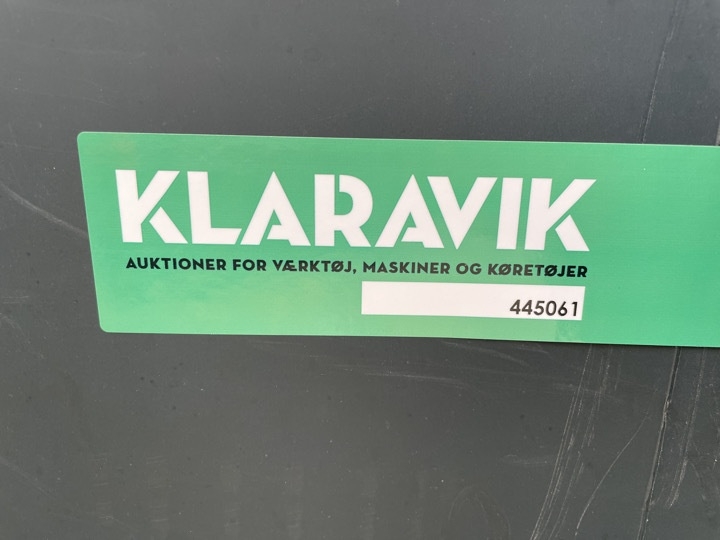 KLARAVIK
AUKTIONER FOR VÆRKTØJ, MASKINER OG KØRETØJER
445061